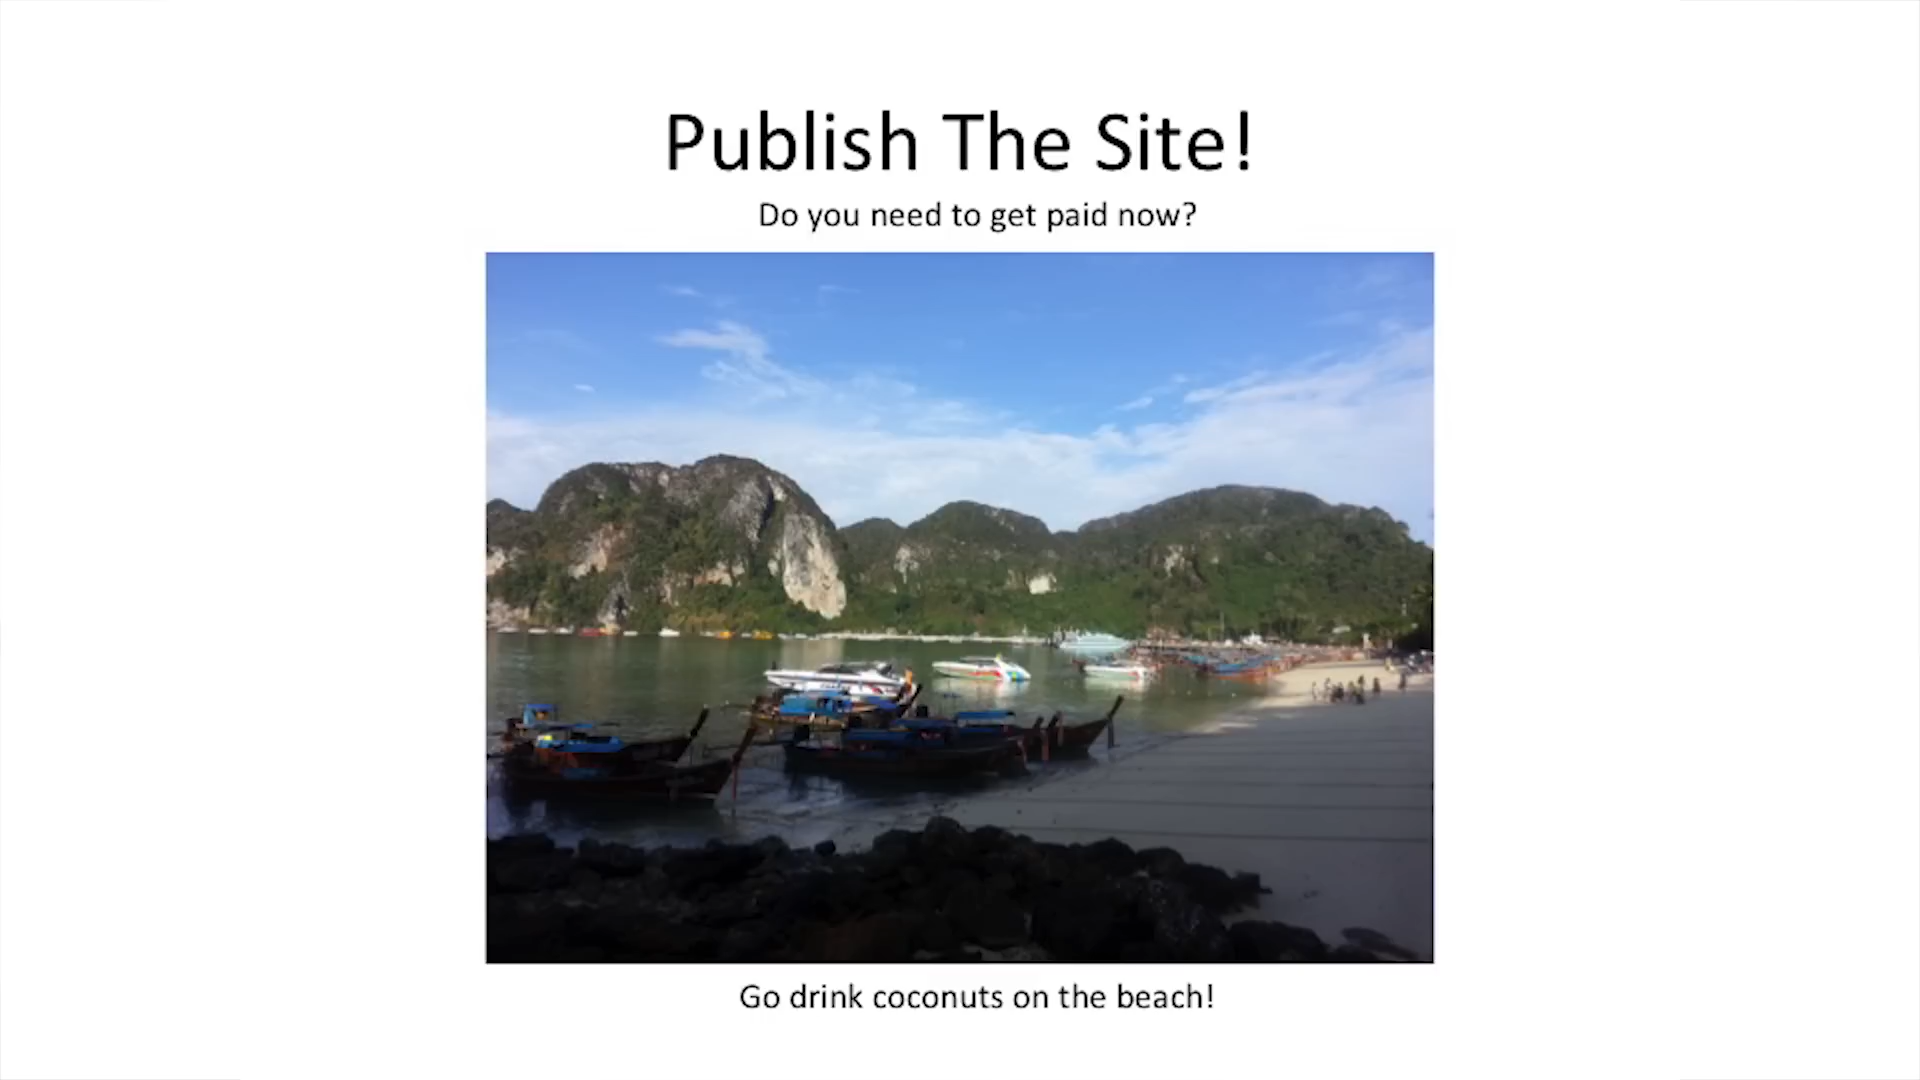 Publish The Site!
Do you need to get paid now?
Go drink coconuts on the beach!